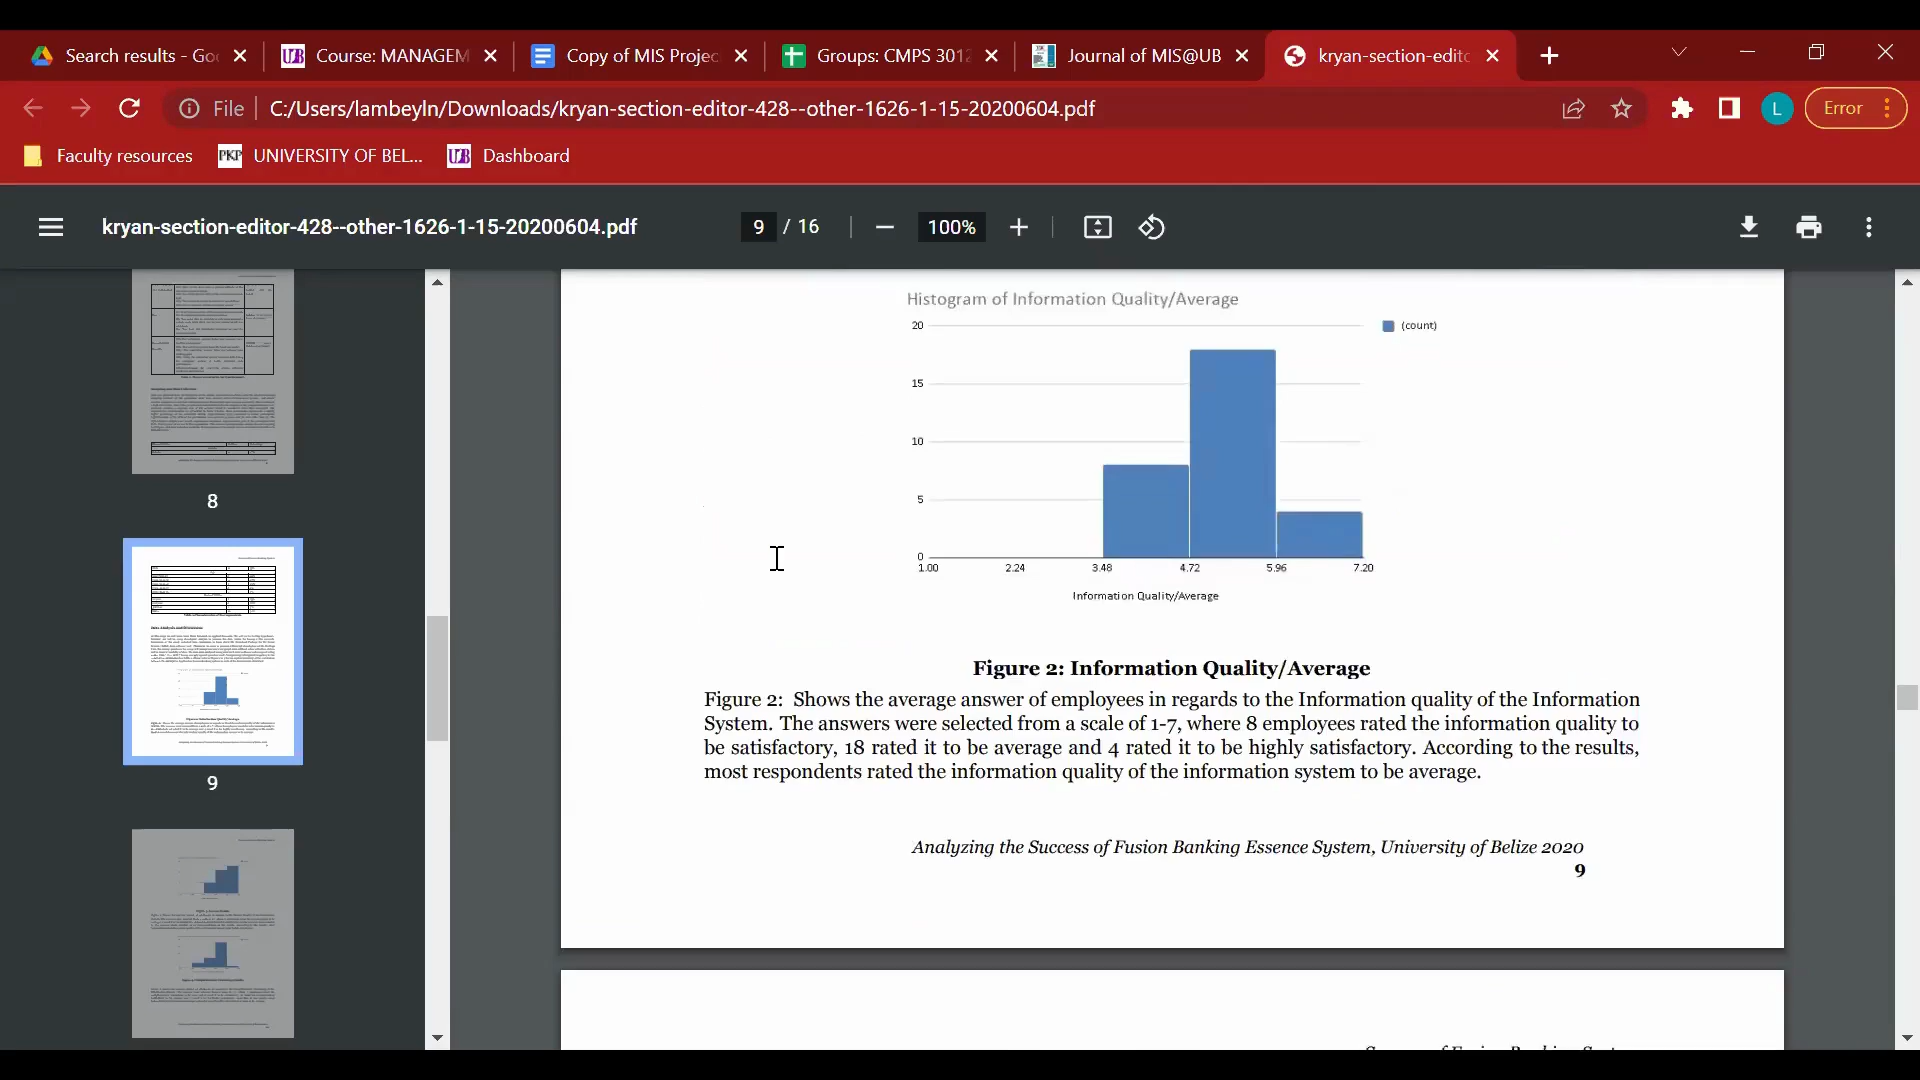 Search results - Goo
Course: MANAGEM
Copy of MIS Projec
Groups: CMPS 3012
Journal of MIS@UB
kryan-section-edito
File
C:/Users/lambeyln/Downloads/kryan-section-editor-428--other-1626-1-15-20200604.pdf
L
Error
Faculty resources
PKP
UNIVERSITY OF BEL...
UB
Dashboard
kryan-section-editor-428--other-1626-1-15-20200604.pdf
9 / 16
100%
8
9
Histogram of Information Quality/Average
(count)
20
15
10
5
0
1.00 2.24 3.48 4.72 5.96 7.20
Information Quality/Average
Figure 2: Information Quality/Average
Figure 2: Shows the average answer of employees in regards to the Information quality of the Information
System. The answers were selected from a scale of 1-7, where 8 employees rated the information quality to
be satisfactory, 18 rated it to be average and 4 rated it to be highly satisfactory. According to the results,
most respondents rated the information quality of the information system to be average.
Analyzing the Success of Fusion Banking Essence System, University of Belize 2020
9